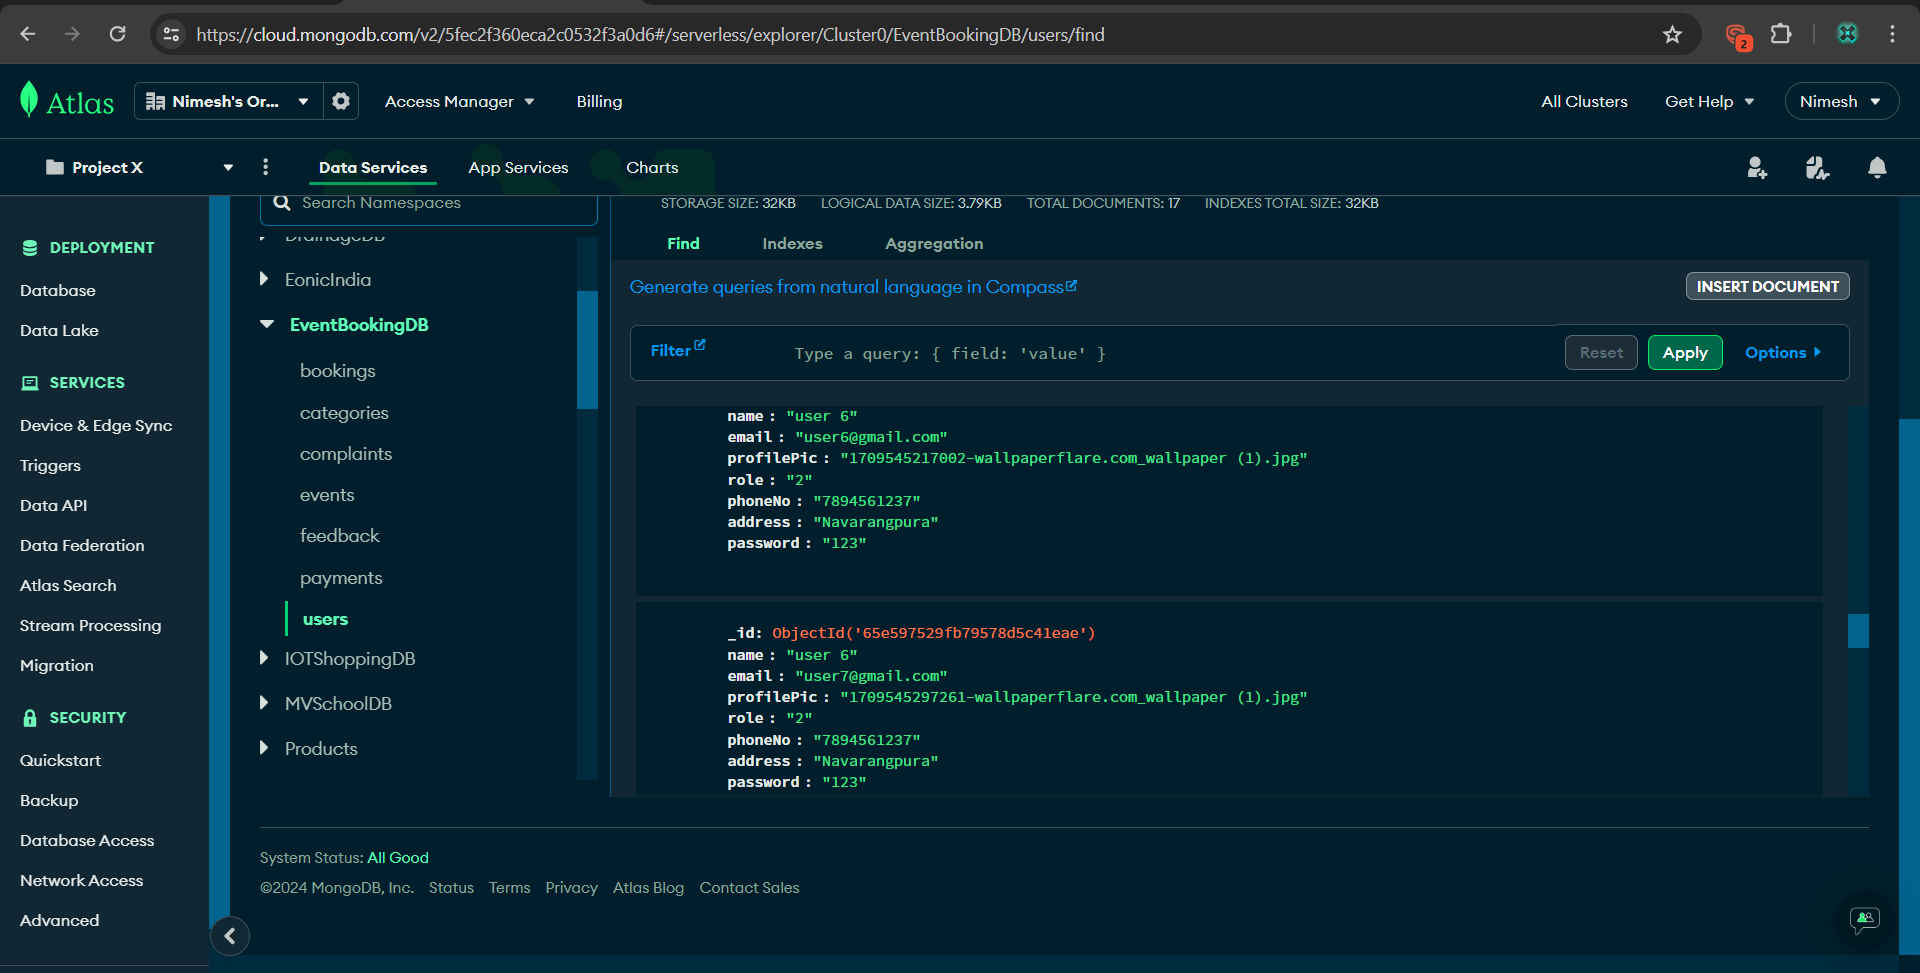 https://cloud.mongodb.com/v2/5fec2f360eca2c0532f3a0d6#/serverless/explorer/Cluster0/EventBookingDB/users/find
2
Atlas
Nimesh's Or...
Access Manager
Billing
All Clusters
Get Help
Nimesh
Project X
Data Services
App Services
Charts
DEPLOYMENT
Database
Data Lake
SERVICES
Device & Edge Sync
Triggers
Data API
Data Federation
Atlas Search
Stream Processing
Migration
SECURITY
Quickstart
Backup
Database Access
Network Access
Advanced
Search Namespaces
DrainageDB
EonicIndia
EventBookingDB
bookings
categories
complaints
events
feedback
payments
users
IOTShoppingDB
MVSchoolDB
Products
STORAGE SIZE: 32KB LOGICAL DATA SIZE: 3.79KB TOTAL DOCUMENTS: 17 INDEXES TOTAL SIZE: 32KB
Find Indexes Aggregation
Generate queries from natural language in Compass
INSERT DOCUMENT
Filter
Type a query: { field: 'value' }
Reset
Apply
Options
name : "user 6"
email : "user6@gmail.com"
profilePic : "1709545217002-wallpaperflare.com_wallpaper (1).jpg"
role : "2"
phoneNo : "7894561237"
address : "Navarangpura"
password : "123"
_id: ObjectId('65e597529fb79578d5c41eae')
name : "user 6"
email : "user7@gmail.com"
profilePic : "1709545297261-wallpaperflare.com_wallpaper (1).jpg"
role : "2"
phoneNo : "7894561237"
address : "Navarangpura"
password : "123"
System Status: All Good
©2024 MongoDB, Inc. Status Terms Privacy Atlas Blog Contact Sales